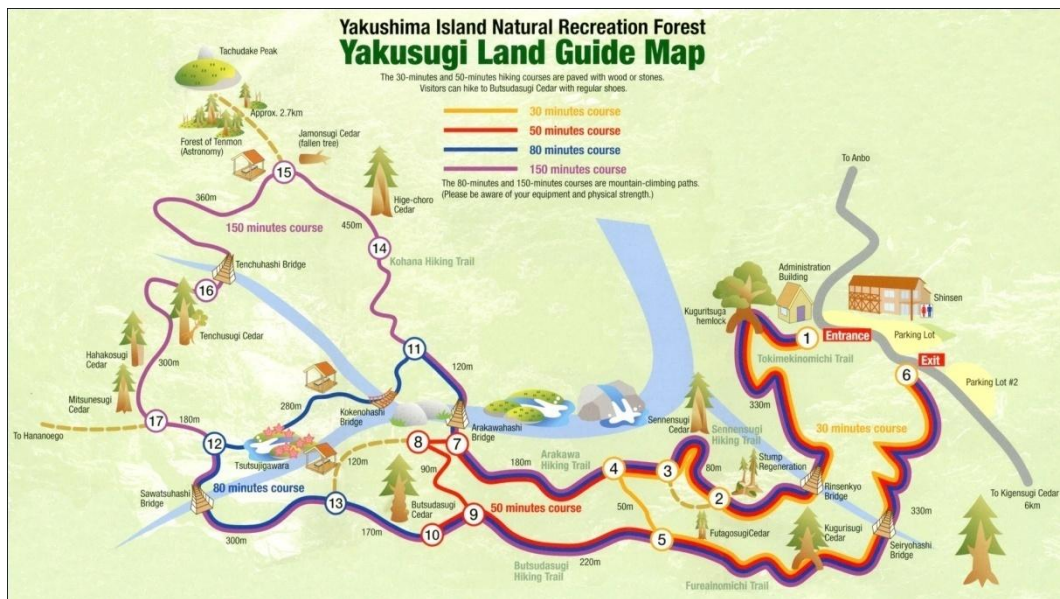 Yakushima Island Natural Recreation Forest
Yakusugi Land Guide Map
The 30-minutes and 50-minutes hiking courses are paved with wood or stones.
Visitors can hike to Butsudasugi Cedar with regular shoes.
30 minutes course
50 minutes course
80 minutes course
150 minutes course
The 80-minutes and 150-minutes courses are mountain-climbing paths.
(Please be aware of your equipment and physical strength.)
Tachudake Peak
Approx. 2.7km
Forest of Tenmon
(Astronomy)
Jamonsugi Cedar
(fallen tree)
15
360m
150 minutes course
450m
Hige-choro
Cedar
14
Kohana Hiking Trail
Tenchuhashi Bridge
16
Tenchusugi Cedar
Hahakosugi
Cedar
300m
Mitsunesugi
Cedar
To Hananoego
17
180m
12
Tsutsujigawara
280m
Kokenohashi
Bridge
11
120m
Arakawahashi
Bridge
Sawatsuhashi
Bridge
80 minutes course
300m
13
120m
170m
Butsudasugi
Cedar
8
7
90m
9
10
50 minutes course
Butsudasugi
Hiking Trail
220m
180m
Arakawa
Hiking Trail
4
3
50m
5
80m
2
Sennensugi
Cedar
Sennensugi
Hiking Trail
Stump
Regeneration
FutagosugiCedar
Rinsenkyo
Bridge
Kugurisugi
Cedar
Fureainomichi Trail
Seiryohashi
Bridge
330m
30 minutes course
330m
Tokimekinomichi Trail
Kuguritsuga
hemlock
Administration
Building
1
Entrance
To Anbo
Shinsen
Parking Lot
Exit
6
Parking Lot #2
To Kigensugi Cedar
6km